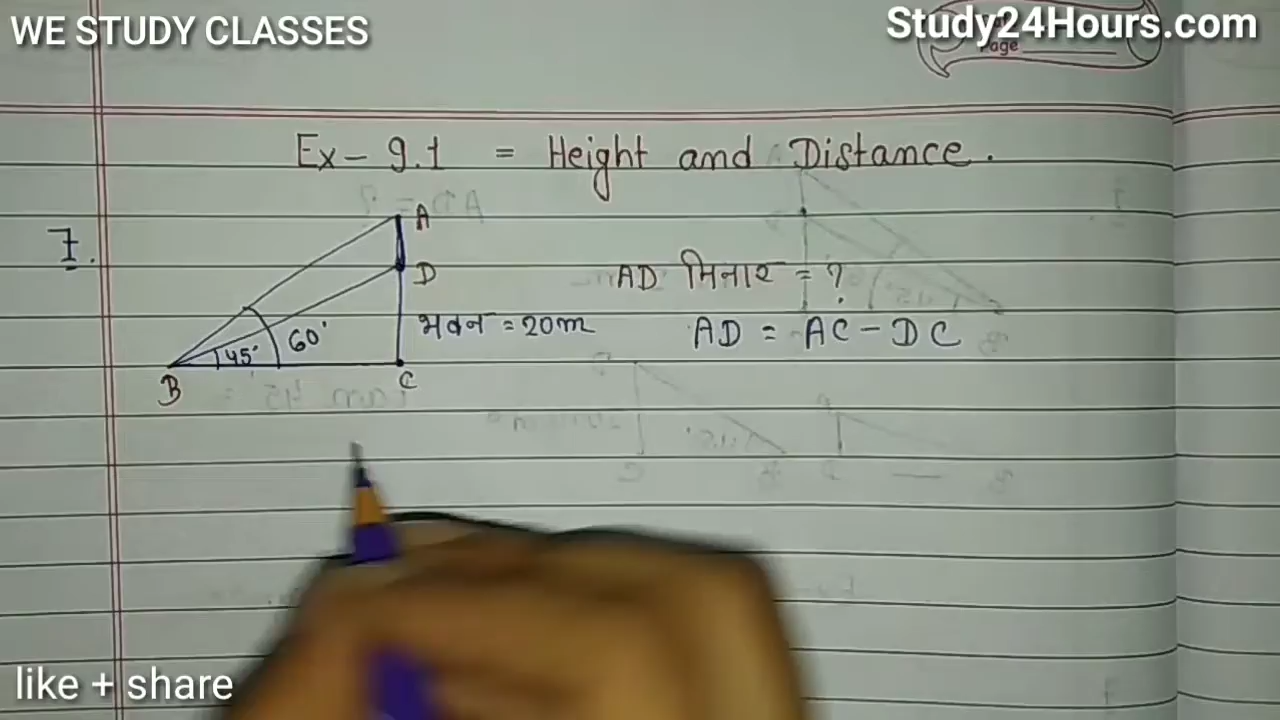 WE STUDY CLASSES
Study24Hours.com
Page
Ex - 9.1 = Height and Distance.
7.
A
D
AD मिनार = ?
भवन = 20m
AD = AC - DC
45°
60°
B
C
like + share